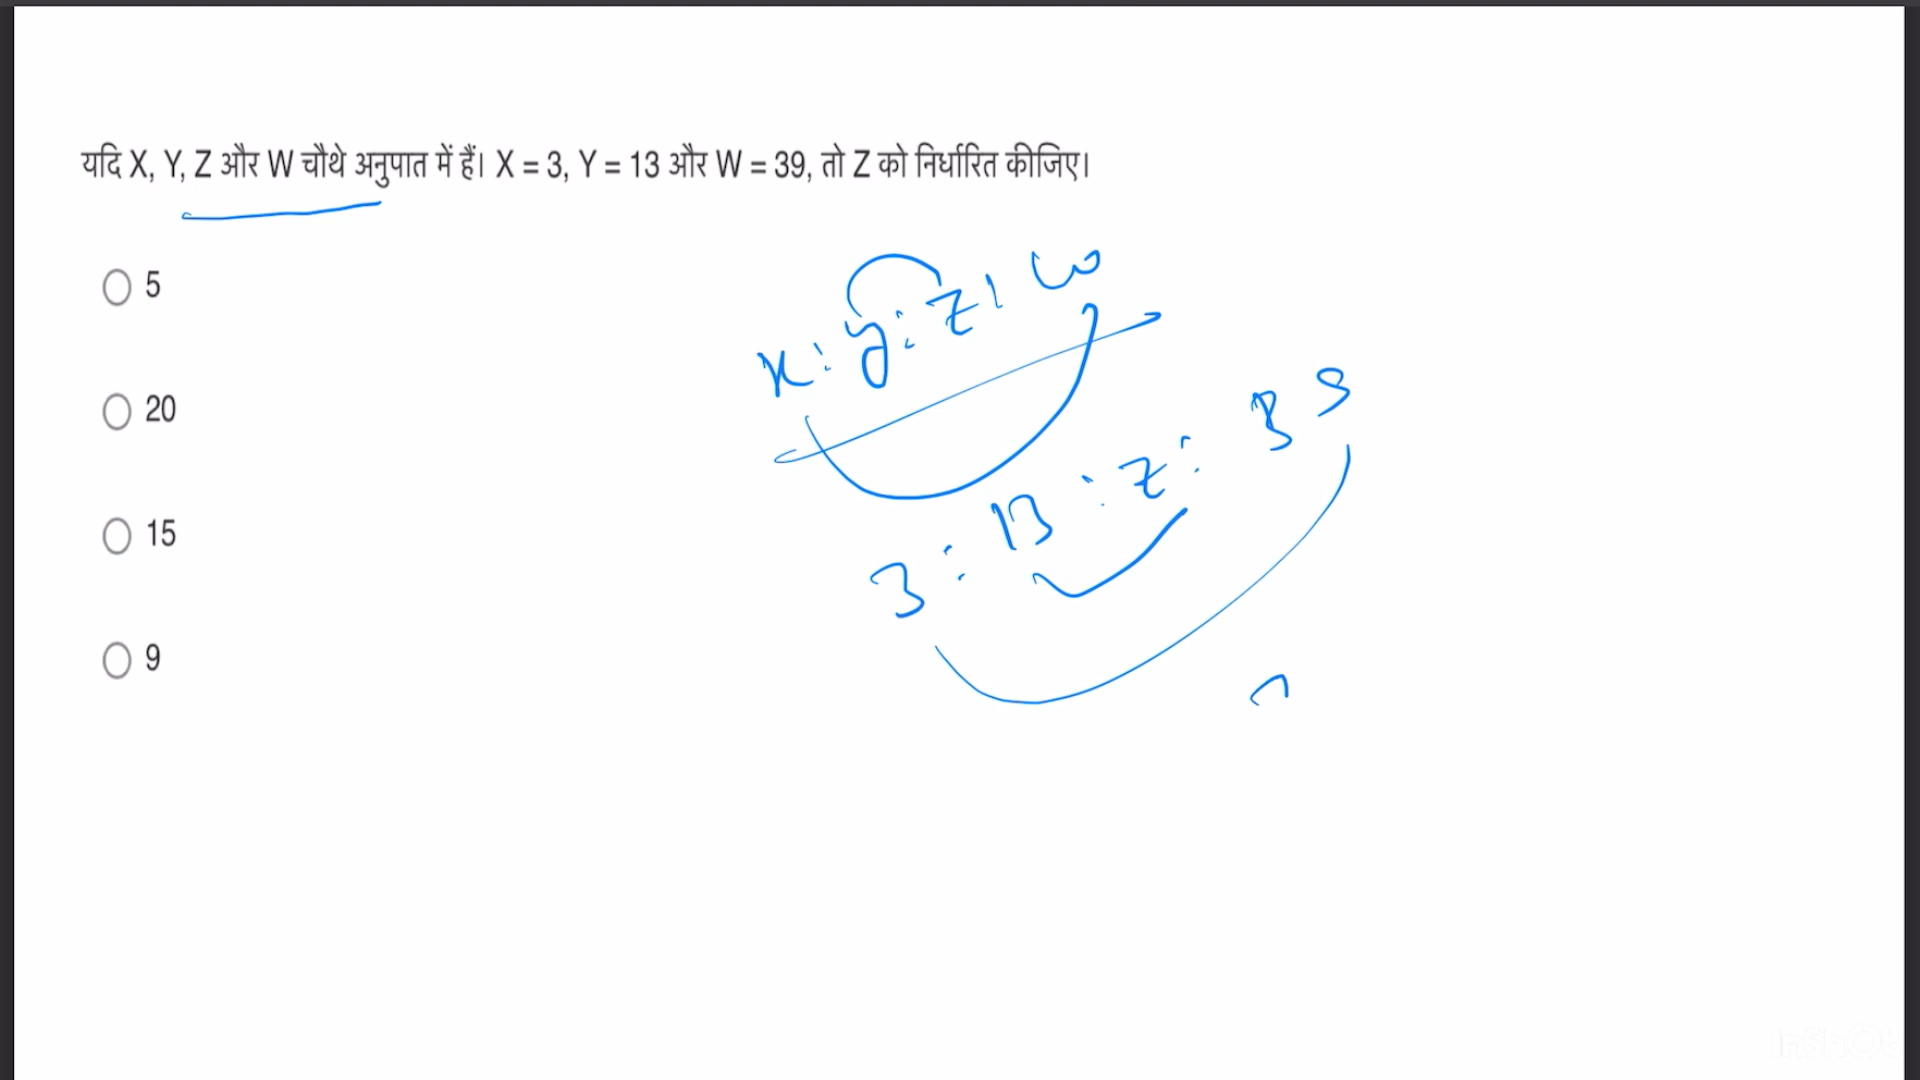 यदि X, Y, Z और W चौथे अनुपात में हैं। X = 3, Y = 13 और W = 39, तो Z को निर्धारित कीजिए।
5
x : y : z : w
20
3 : 13 : z : 39
15
9